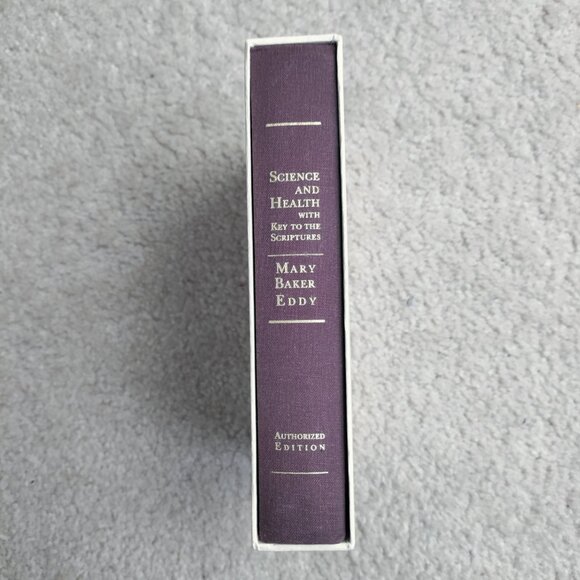 SCIENCE
AND
HEALTH
WITH
KEY TO THE
SCRIPTURES
MARY
BAKER
EDDY
AUTHORIZED
EDITION